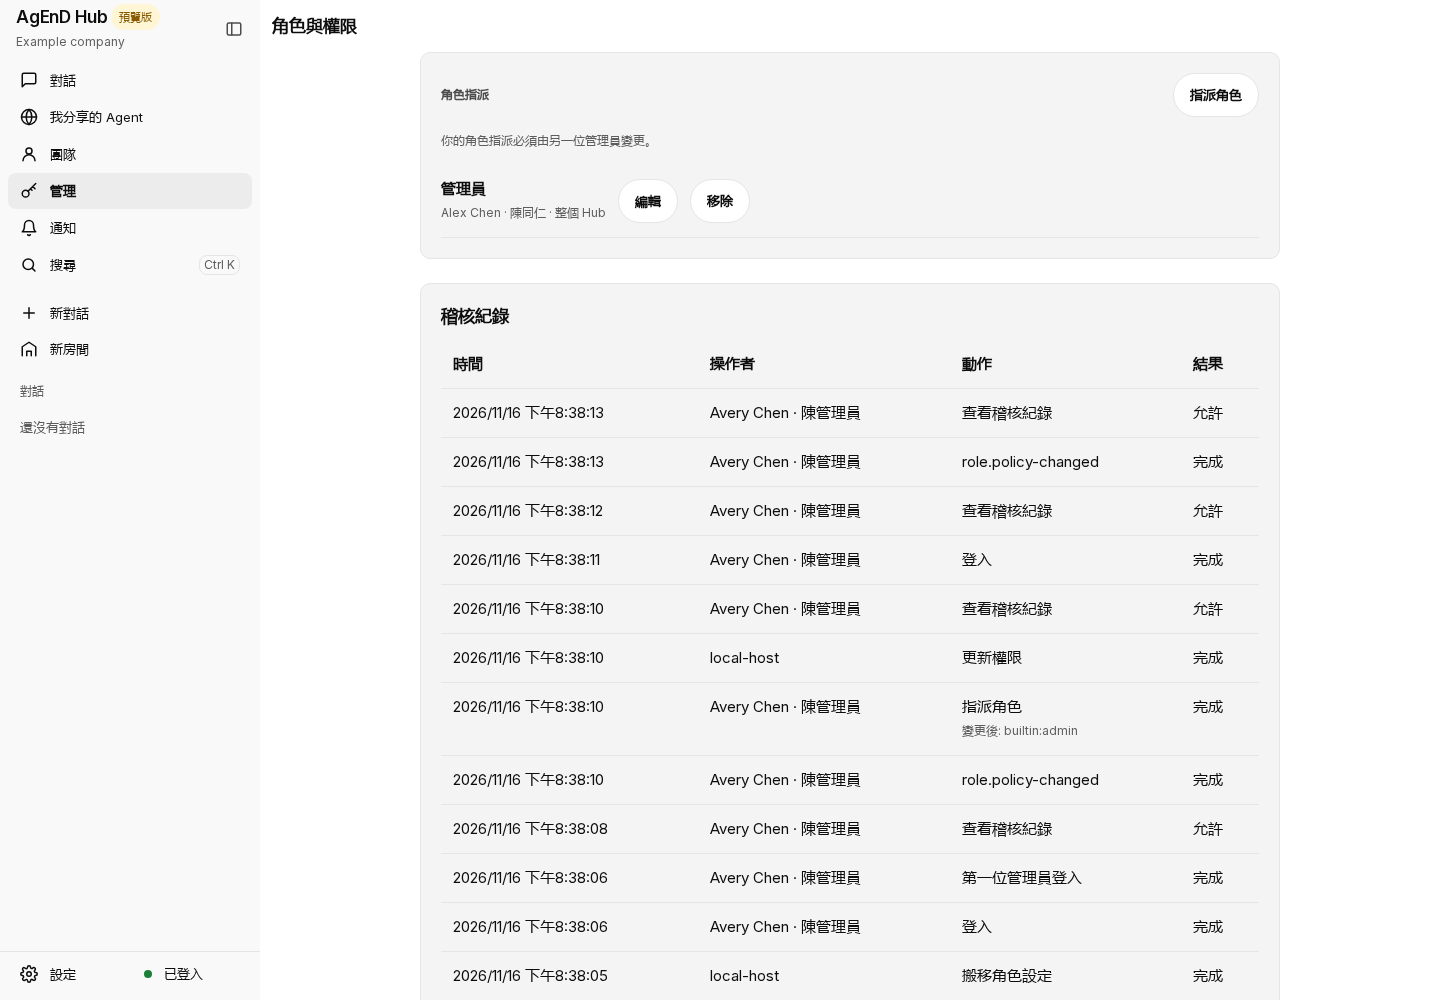 AgEnD Hub 預覽版
Example company
對話
我分享的 Agent
團隊
管理
通知
搜尋 Ctrl K
新對話
新房間
對話
還沒有對話
設定 已登入
角色與權限
角色指派 指派角色
你的角色指派必須由另一位管理員變更。
管理員
Alex Chen · 陳同仁 · 整個 Hub
編輯 移除
稽核紀錄
時間 操作者 動作 結果
2026/11/16 下午8:38:13 Avery Chen · 陳管理員 查看稽核紀錄 允許
2026/11/16 下午8:38:13 Avery Chen · 陳管理員 role.policy-changed 完成
2026/11/16 下午8:38:12 Avery Chen · 陳管理員 查看稽核紀錄 允許
2026/11/16 下午8:38:11 Avery Chen · 陳管理員 登入 完成
2026/11/16 下午8:38:10 Avery Chen · 陳管理員 查看稽核紀錄 允許
2026/11/16 下午8:38:10 local-host 更新權限 完成
2026/11/16 下午8:38:10 Avery Chen · 陳管理員 指派角色 完成
變更後: builtin:admin
2026/11/16 下午8:38:10 Avery Chen · 陳管理員 role.policy-changed 完成
2026/11/16 下午8:38:08 Avery Chen · 陳管理員 查看稽核紀錄 允許
2026/11/16 下午8:38:06 Avery Chen · 陳管理員 第一位管理員登入 完成
2026/11/16 下午8:38:06 Avery Chen · 陳管理員 登入 完成
2026/11/16 下午8:38:05 local-host 搬移角色設定 完成